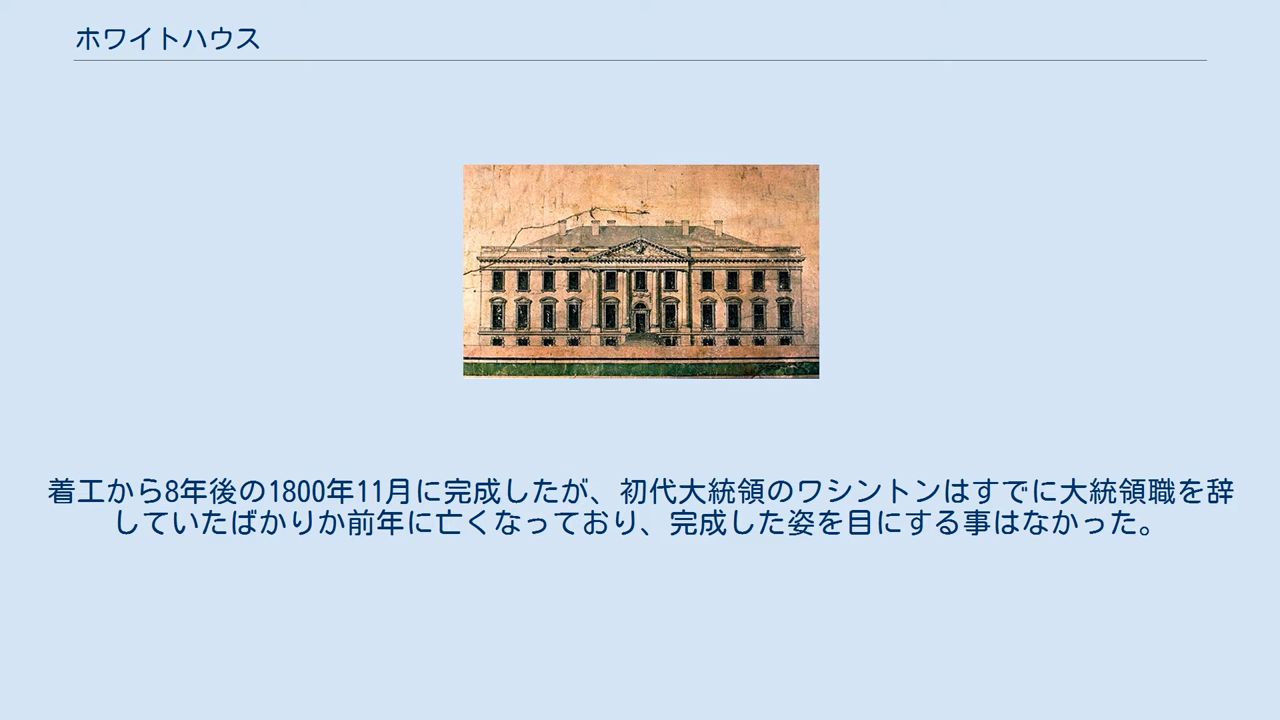 ホワイトハウス
着工から8年後の1800年11月に完成したが、初代大統領のワシントンはすでに大統領職を辞
していたばかりか前年に亡くなっており、完成した姿を目にする事はなかった。